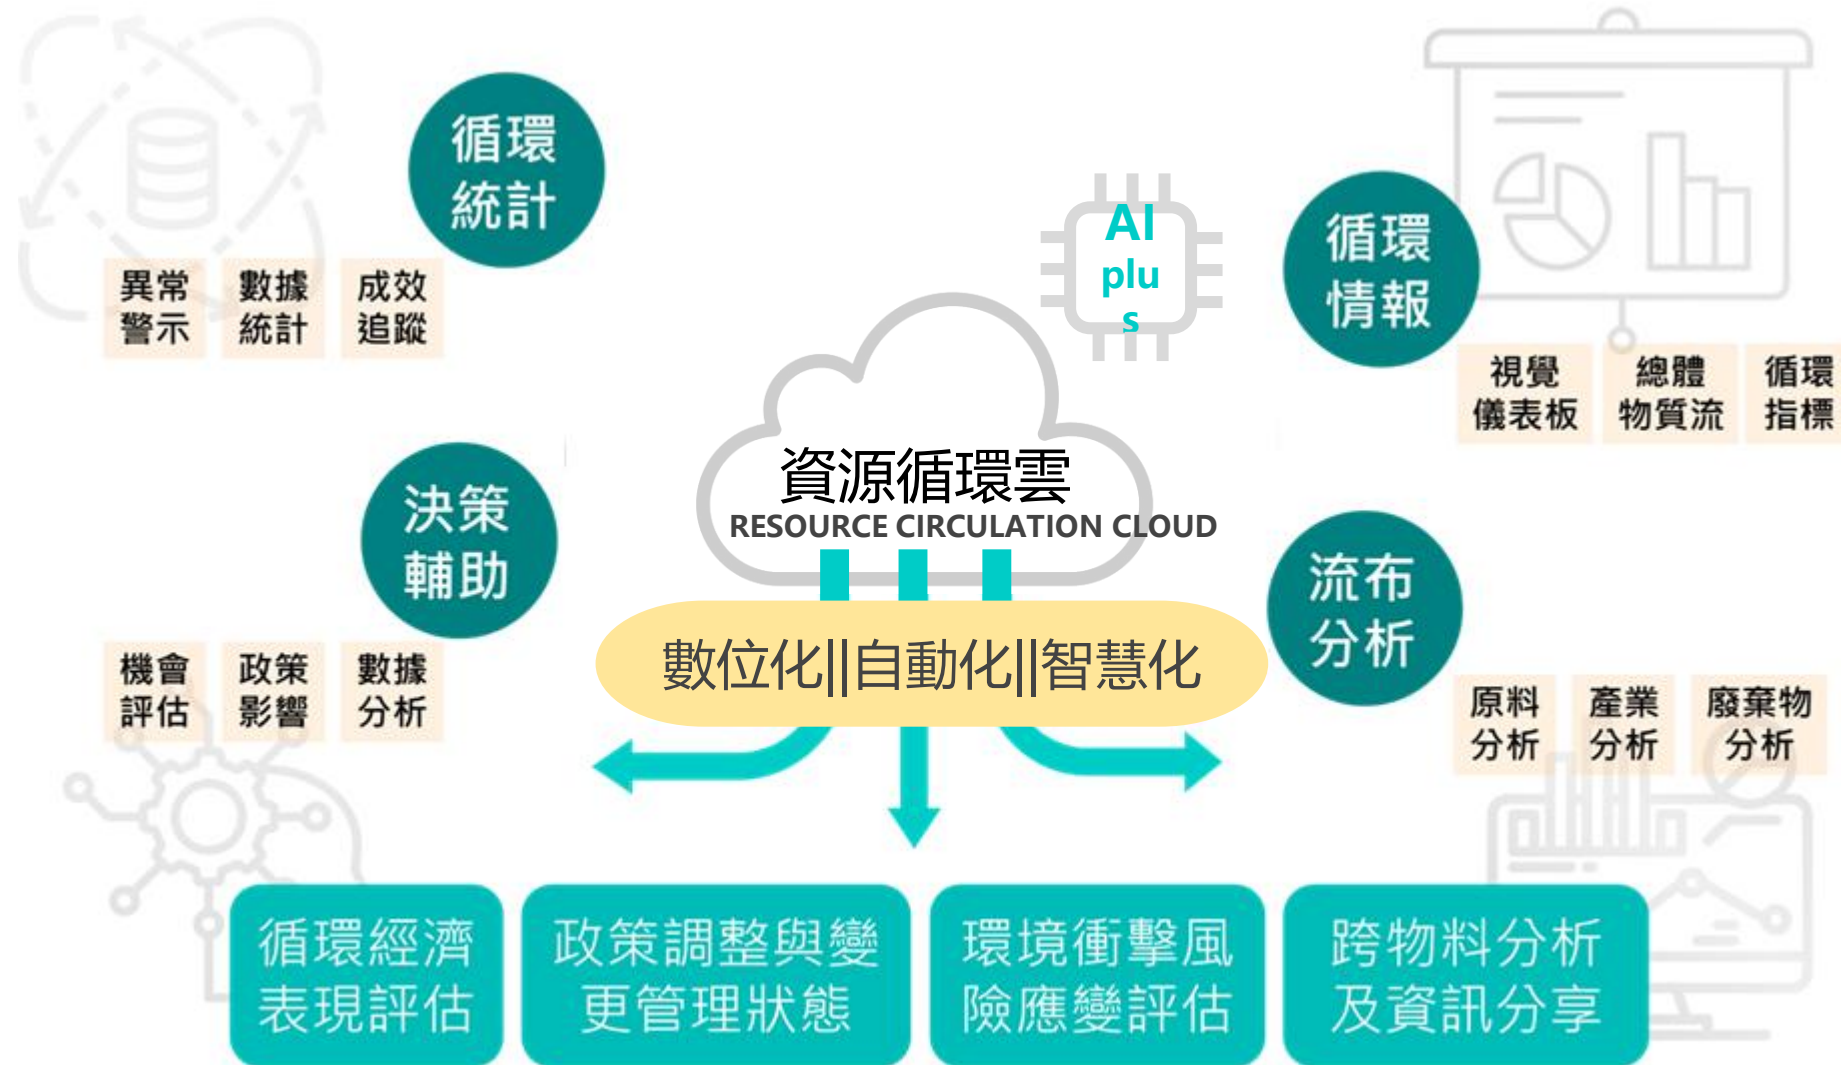 循環
統計
異常
警示
數據
統計
成效
追蹤
AI
plu
s
循環
情報
視覺
儀表板
總體
物質流
循環
指標
決策
輔助
機會
評估
政策
影響
數據
分析
資源循環雲
RESOURCE CIRCULATION CLOUD
數位化||自動化||智慧化
流布
分析
原料
分析
產業
分析
廢棄物
分析
循環經濟
表現評估
政策調整與變
更管理狀態
環境衝擊風
險應變評估
跨物料分析
及資訊分享